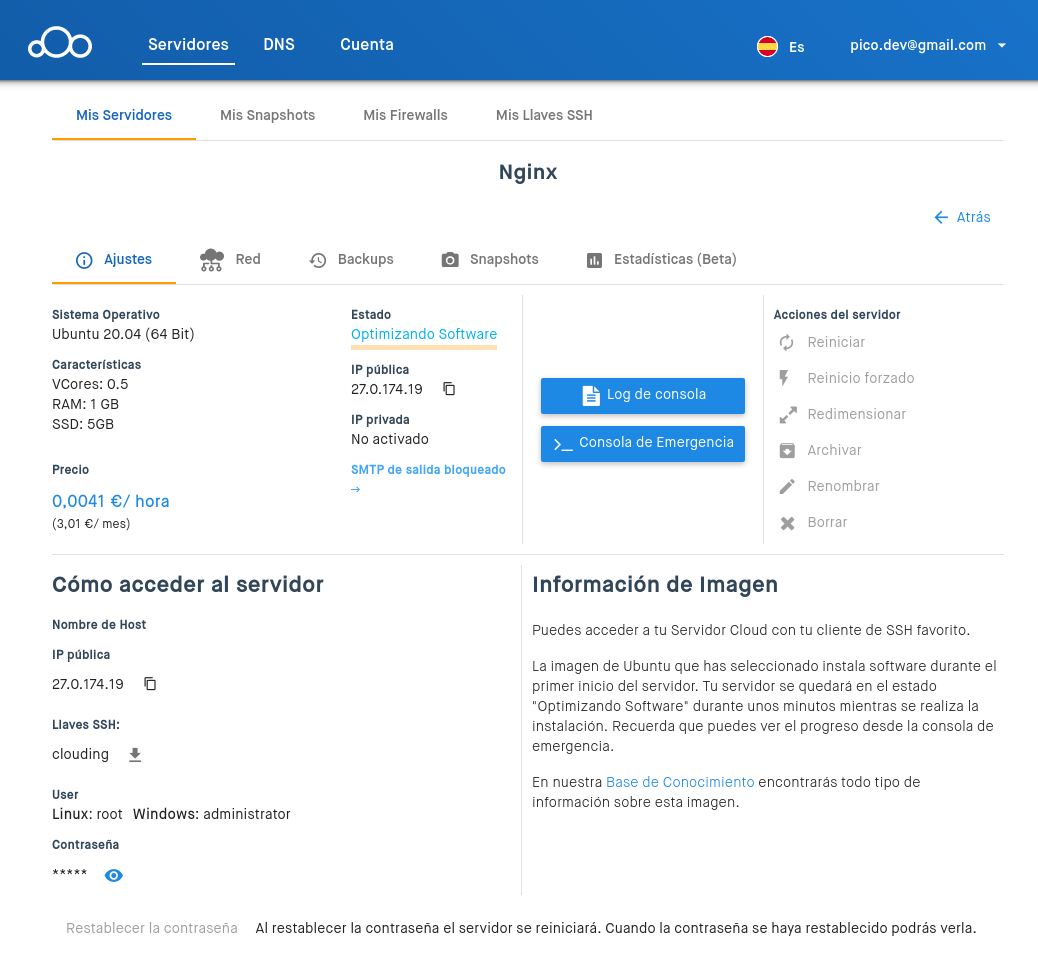 Servidores DNS Cuenta Es pico.dev@gmail.com
Mis Servidores Mis Snapshots Mis Firewalls Mis Llaves SSH
Nginx
Atrás
Ajustes Red Backups Snapshots Estadísticas (Beta)
Sistema Operativo
Ubuntu 20.04 (64 Bit)
Características
VCores: 0.5
RAM: 1 GB
SSD: 5GB
Precio
0,0041 €/ hora
(3,01 €/ mes)
Estado
Optimizando Software
IP pública
27.0.174.19
IP privada
No activado
SMTP de salida bloqueado
→
Log de consola
Consola de Emergencia
Acciones del servidor
Reiniciar
Reinicio forzado
Redimensionar
Archivar
Renombrar
Borrar
Cómo acceder al servidor
Nombre de Host
IP pública
27.0.174.19
Llaves SSH:
clouding
User
Linux: root Windows: administrator
Contraseña
*****
Información de Imagen
Puedes acceder a tu Servidor Cloud con tu cliente de SSH favorito.
La imagen de Ubuntu que has seleccionado instala software durante el
primer inicio del servidor. Tu servidor se quedará en el estado
"Optimizando Software" durante unos minutos mientras se realiza la
instalación. Recuerda que puedes ver el progreso desde la consola de
emergencia.
En nuestra Base de Conocimiento encontrarás todo tipo de
información sobre esta imagen.
Restablecer la contraseña Al restablecer la contraseña el servidor se reiniciará. Cuando la contraseña se haya restablecido podrás verla.